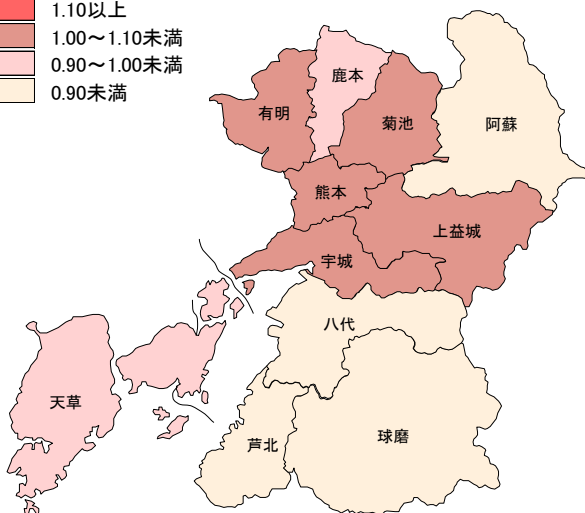 1.10以上
1.00～1.10未満
0.90～1.00未満
0.90未満
鹿本
有明
菊池
阿蘇
熊本
上益城
宇城
八代
天草
球磨
芦北